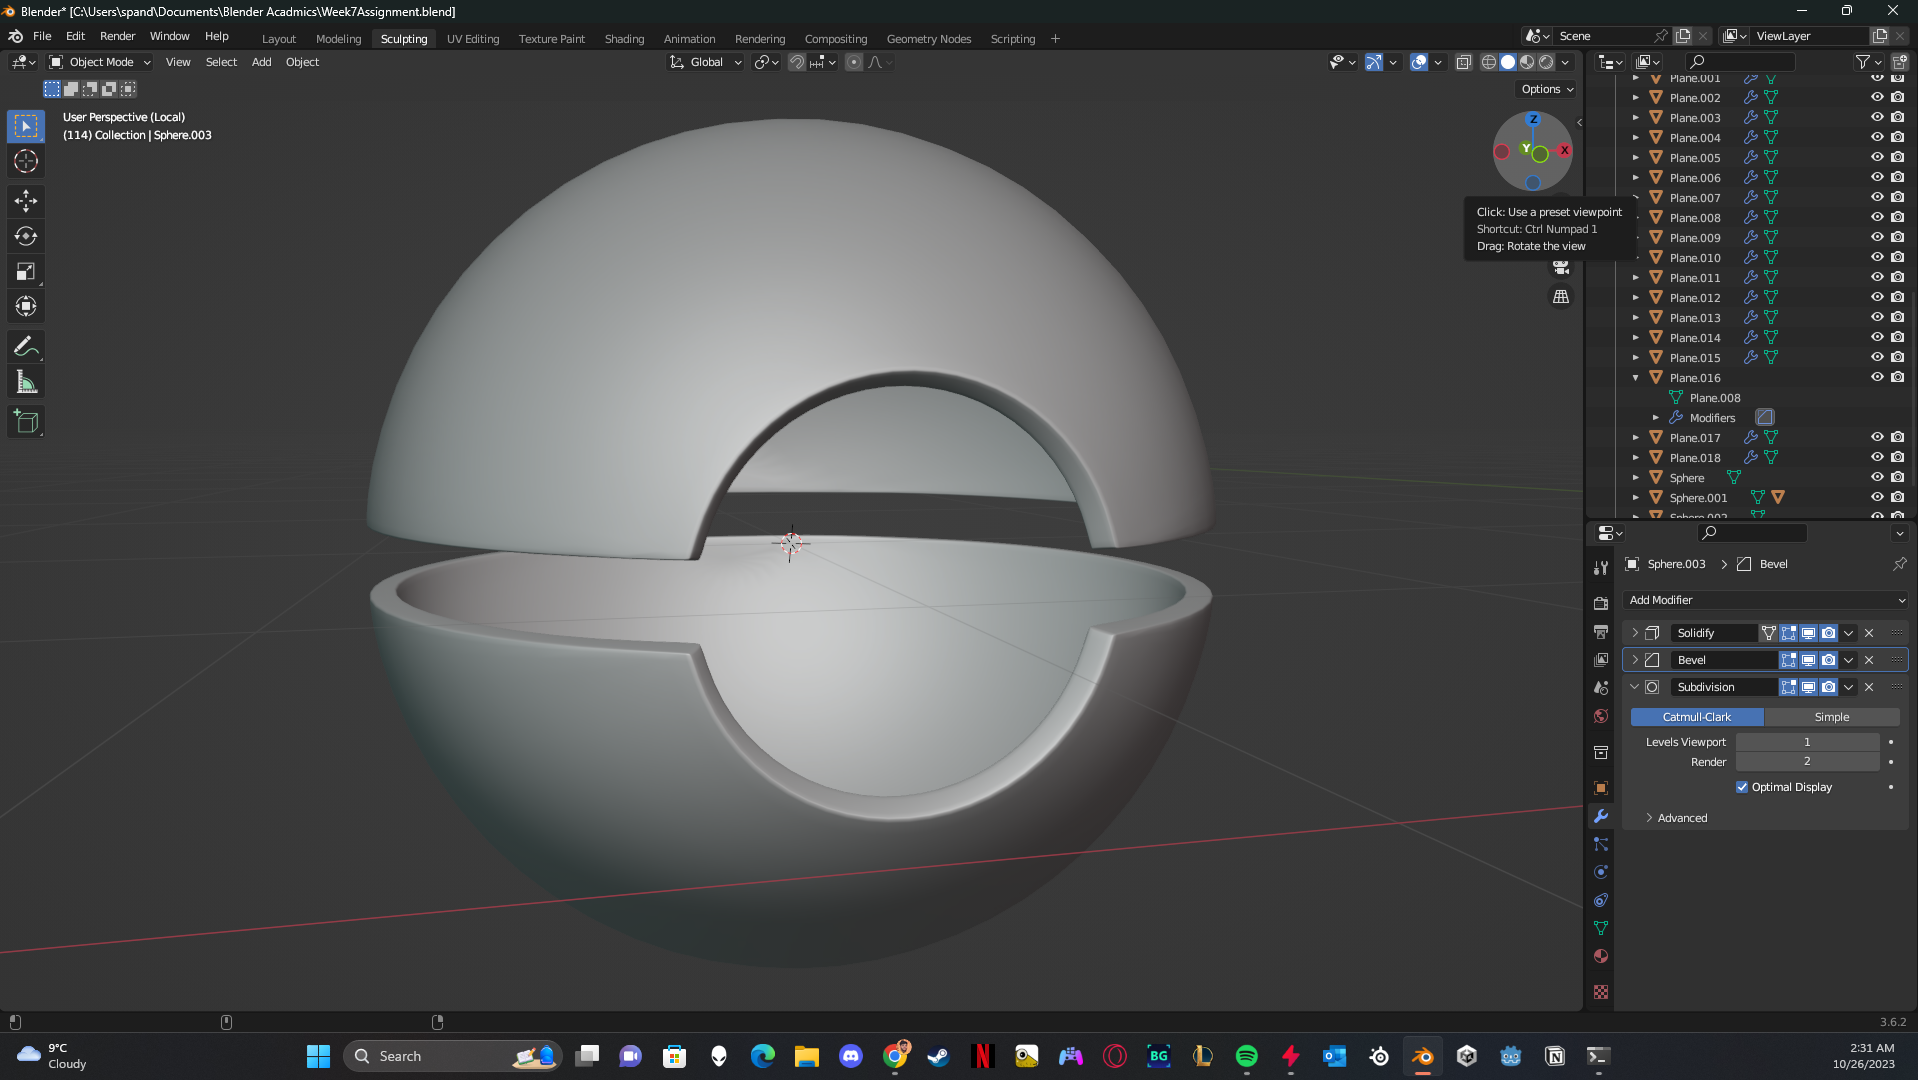 Blender* [C:\Users\spand\Documents\Blender Acadmics\Week7Assignment.blend]
File Edit Render Window Help
Layout Modeling Sculpting UV Editing Texture Paint Shading Animation Rendering Compositing Geometry Nodes Scripting +
Scene
ViewLayer
Object Mode View Select Add Object
Global
Options
User Perspective (Local)
(114) Collection | Sphere.003
Z
Y
X
Click: Use a preset viewpoint
Shortcut: Ctrl Numpad 1
Drag: Rotate the view
Plane.001
Plane.002
Plane.003
Plane.004
Plane.005
Plane.006
Plane.007
Plane.008
Plane.009
Plane.010
Plane.011
Plane.012
Plane.013
Plane.014
Plane.015
Plane.016
Plane.008
Modifiers
Plane.017
Plane.018
Sphere
Sphere.001
Sphere.002
Sphere.003 > Bevel
Add Modifier
Solidify
Bevel
Subdivision
Catmull-Clark Simple
Levels Viewport 1
Render 2
Optimal Display
Advanced
3.6.2
9°C
Cloudy
Search
N
BG
2:31 AM
10/26/2023